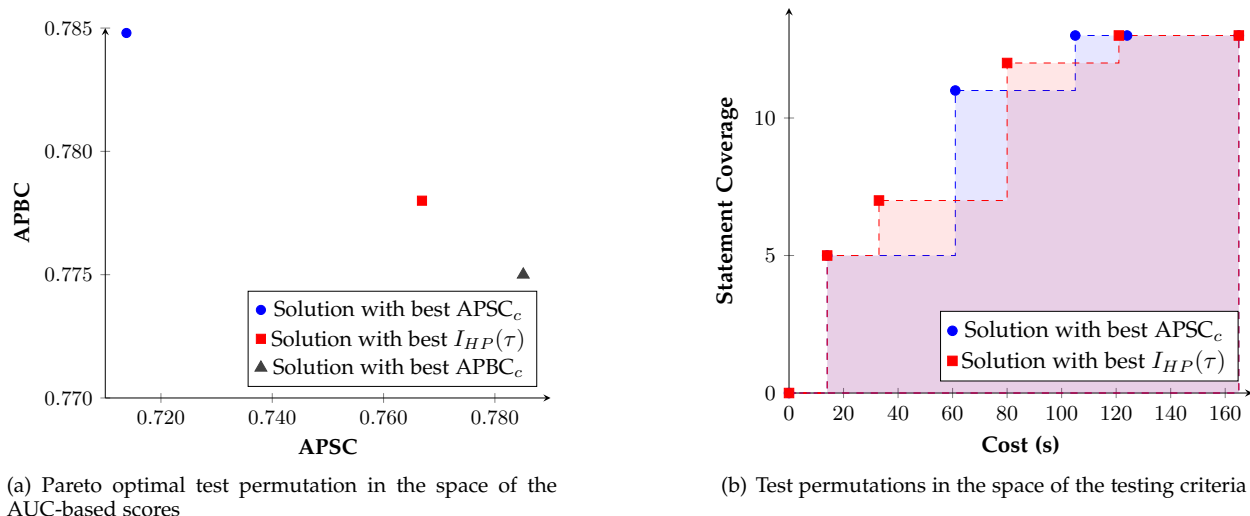 0.785
0.780
0.775
0.770
APBC
0.720 0.740 0.760 0.780
APSC
Solution with best APSC_c
Solution with best I_HP(τ)
Solution with best APBC_c
(a) Pareto optimal test permutation in the space of the
AUC-based scores
10
5
0
Statement Coverage
0 20 40 60 80 100 120 140 160
Cost (s)
Solution with best APSC_c
Solution with best I_HP(τ)
(b) Test permutations in the space of the testing criteria